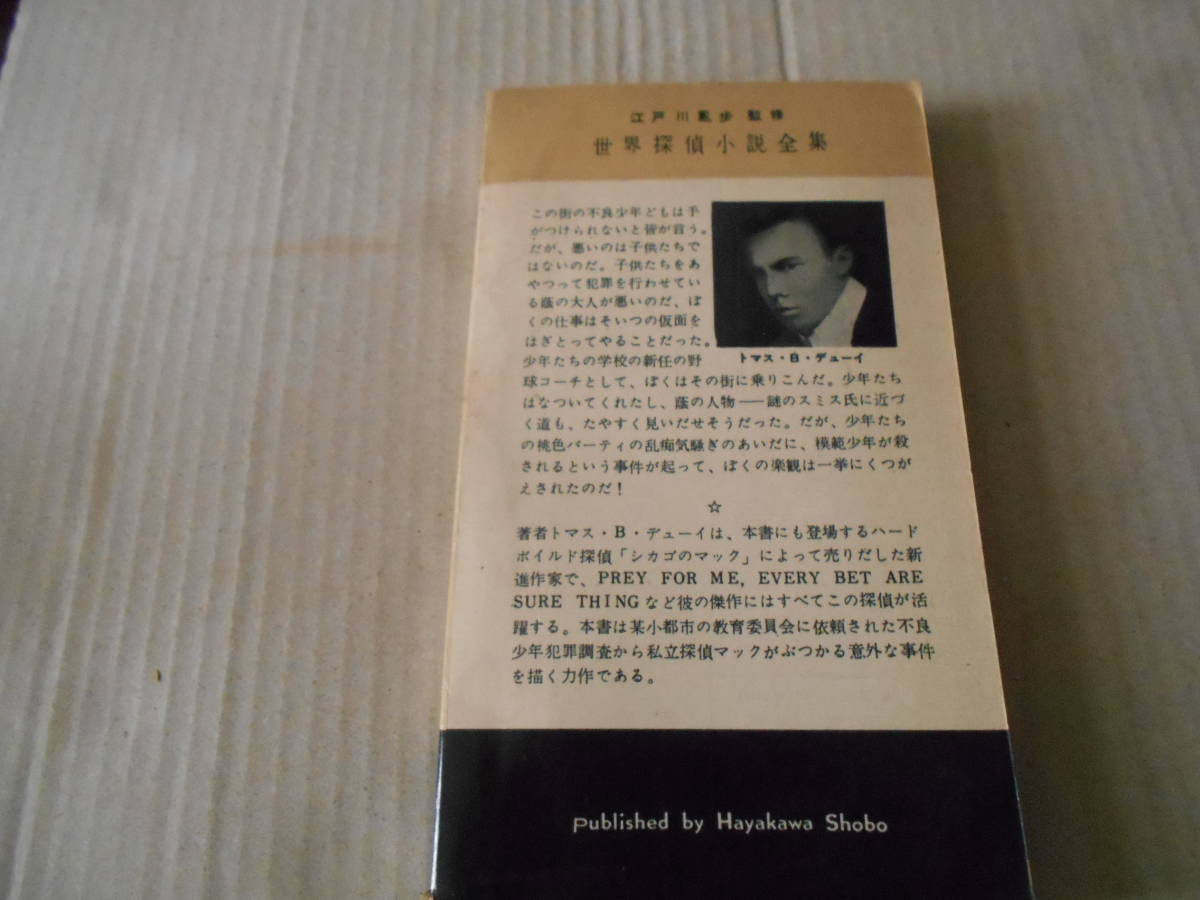 江戸川亂歩 監修
世界探偵小説全集
この街の不良少年どもは手
がつけられないと皆が言う。
だが、悪いのは子供たちで
はないのだ。子供たちをあ
やつって犯罪を行わせてい
る蔭の大人が悪いのだ、ぼ
くの仕事はそいつの仮面を
はぎとってやることだった。
少年たちの学校の新任の野
球コーチとして、ぼくはその街に乗りこんだ。少年たち
はなついてくれたし、蔭の人物――謎のスミス氏に近づ
く道も、たやすく見いだせそうだった。だが、少年たち
の桃色パーティの乱痴気騒ぎのあいだに、模範少年が殺
されるという事件が起って、ぼくの楽観は一挙にくつが
えされたのだ！
トマス・B・デューイ
☆
著者トマス・B・デューイは、本書にも登場するハード
ボイルド探偵「シカゴのマック」によって売りだした新
進作家で、PREY FOR ME, EVERY BET ARE
SURE THINGなど彼の傑作にはすべてこの探偵が活
躍する。本書は某小都市の教育委員会に依頼された不良
少年犯罪調査から私立探偵マックがぶつかる意外な事件
を描く力作である。
Published by Hayakawa Shobo